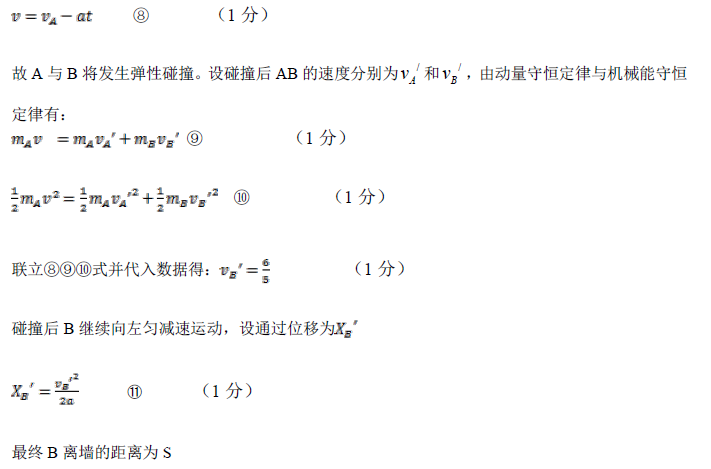 v = v_A − at ⑧ （1 分）
故 A 与 B 将发生弹性碰撞。设碰撞后 AB 的速度分别为 v_A′ 和 v_B′，由动量守恒定律与机械能守恒
定律有：
m_A v = m_A v_A′ + m_B v_B′ ⑨ （1 分）
½ m_A v² = ½ m_A v_A′² + ½ m_B v_B′² ⑩ （1 分）
联立⑧⑨⑩式并代入数据得：v_B′ = 6/5 （1 分）
碰撞后 B 继续向左匀减速运动，设通过位移为 X_B′
X_B′ = v_B′²/2a ⑪ （1 分）
最终 B 离墙的距离为 S